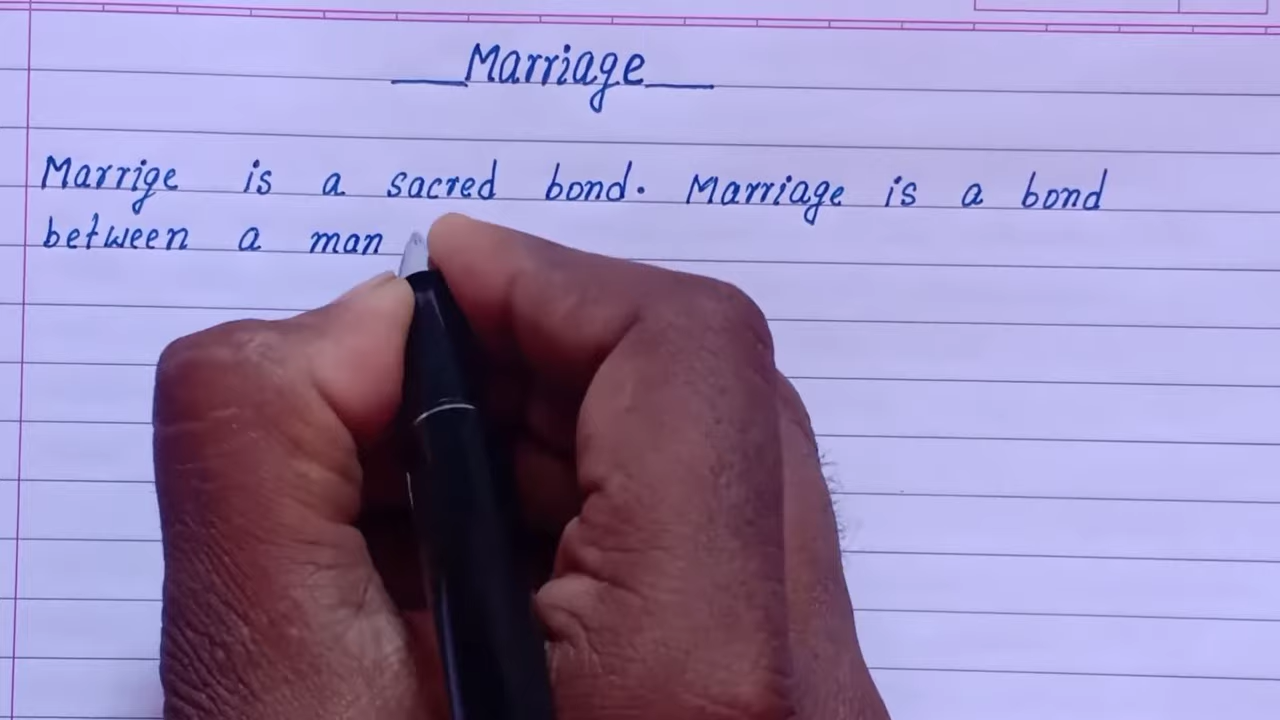 Marriage
Marrige is a sacred bond. Marriage is a bond
between a man